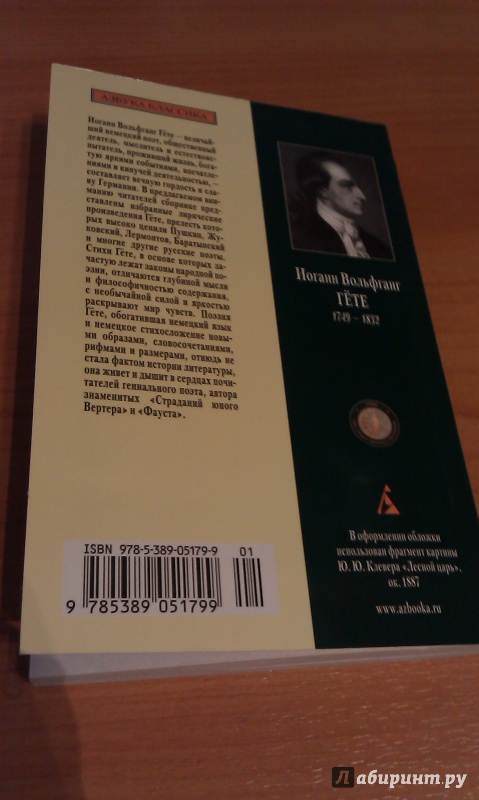 АЗБУКА-КЛАССИКА
Иоганн Вольфганг Гёте – величай-
ший немецкий поэт, общественный
деятель, мыслитель и естествоис-
пытатель, проживший жизнь, бога-
тую яркими событиями, впечатле-
ниями и кипучей деятельностью, –
составляет вечную гордость и сла-
ву Германии. В предлагаемом вни-
манию читателей сборнике пред-
ставлены избранные лирические
произведения Гёте, прелесть кото-
рых высоко ценили Пушкин, Жу-
ковский, Лермонтов, Баратынский
и многие другие русские поэты.
Стихи Гёте, в основе которых за-
частую лежат законы народной по-
эзии, отличаются глубиной мысли
и философичностью содержания,
с необычайной силой и яркостью
раскрывают мир чувств. Поэзия
Гёте, обогатившая немецкий язык
и немецкое стихосложение новы-
ми образами, словосочетаниями,
рифмами и размерами, отнюдь не
стала фактом истории литературы,
она живет и дышит в сердцах почи-
тателей гениального поэта, автора
знаменитых «Страданий юного
Вертера» и «Фауста».
ISBN 978-5-389-05179-9
01
9 785389 051799
Иоганн Вольфганг
ГЁТЕ
1749 – 1832
В оформлении обложки
использован фрагмент картины
Ю. Ю. Клевера «Лесной царь».
ок. 1887
www.azbooka.ru
Лабиринт.ру